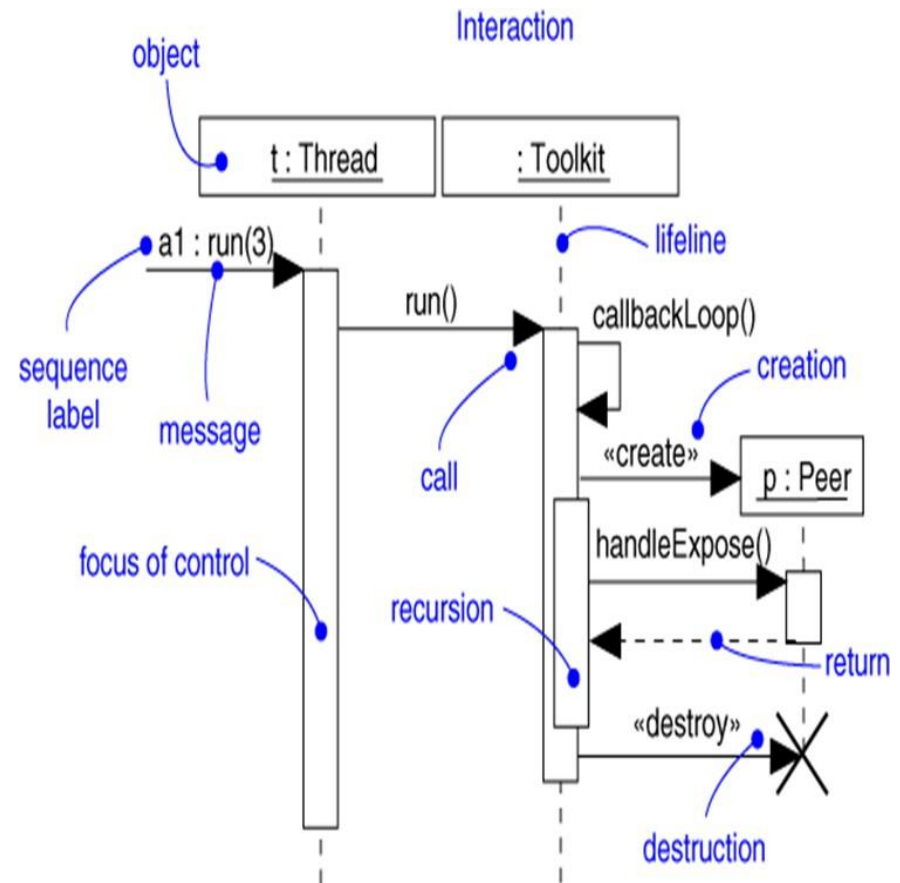 Interaction
object
t : Thread
: Toolkit
a1 : run(3)
lifeline
run()
callbackLoop()
sequence
label
message
call
creation
«create»
p : Peer
focus of control
handleExpose()
recursion
return
«destroy»
destruction